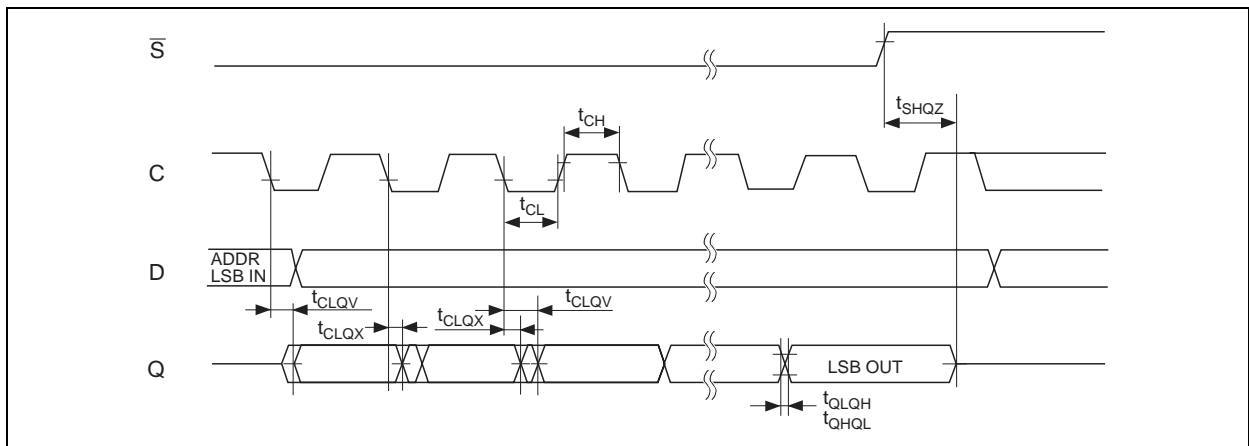 S̅
tSHQZ
tCH
C
tCL
D
ADDR
LSB IN
tCLQV
tCLQV
tCLQX
tCLQX
Q
LSB OUT
tQLQH
tQHQL